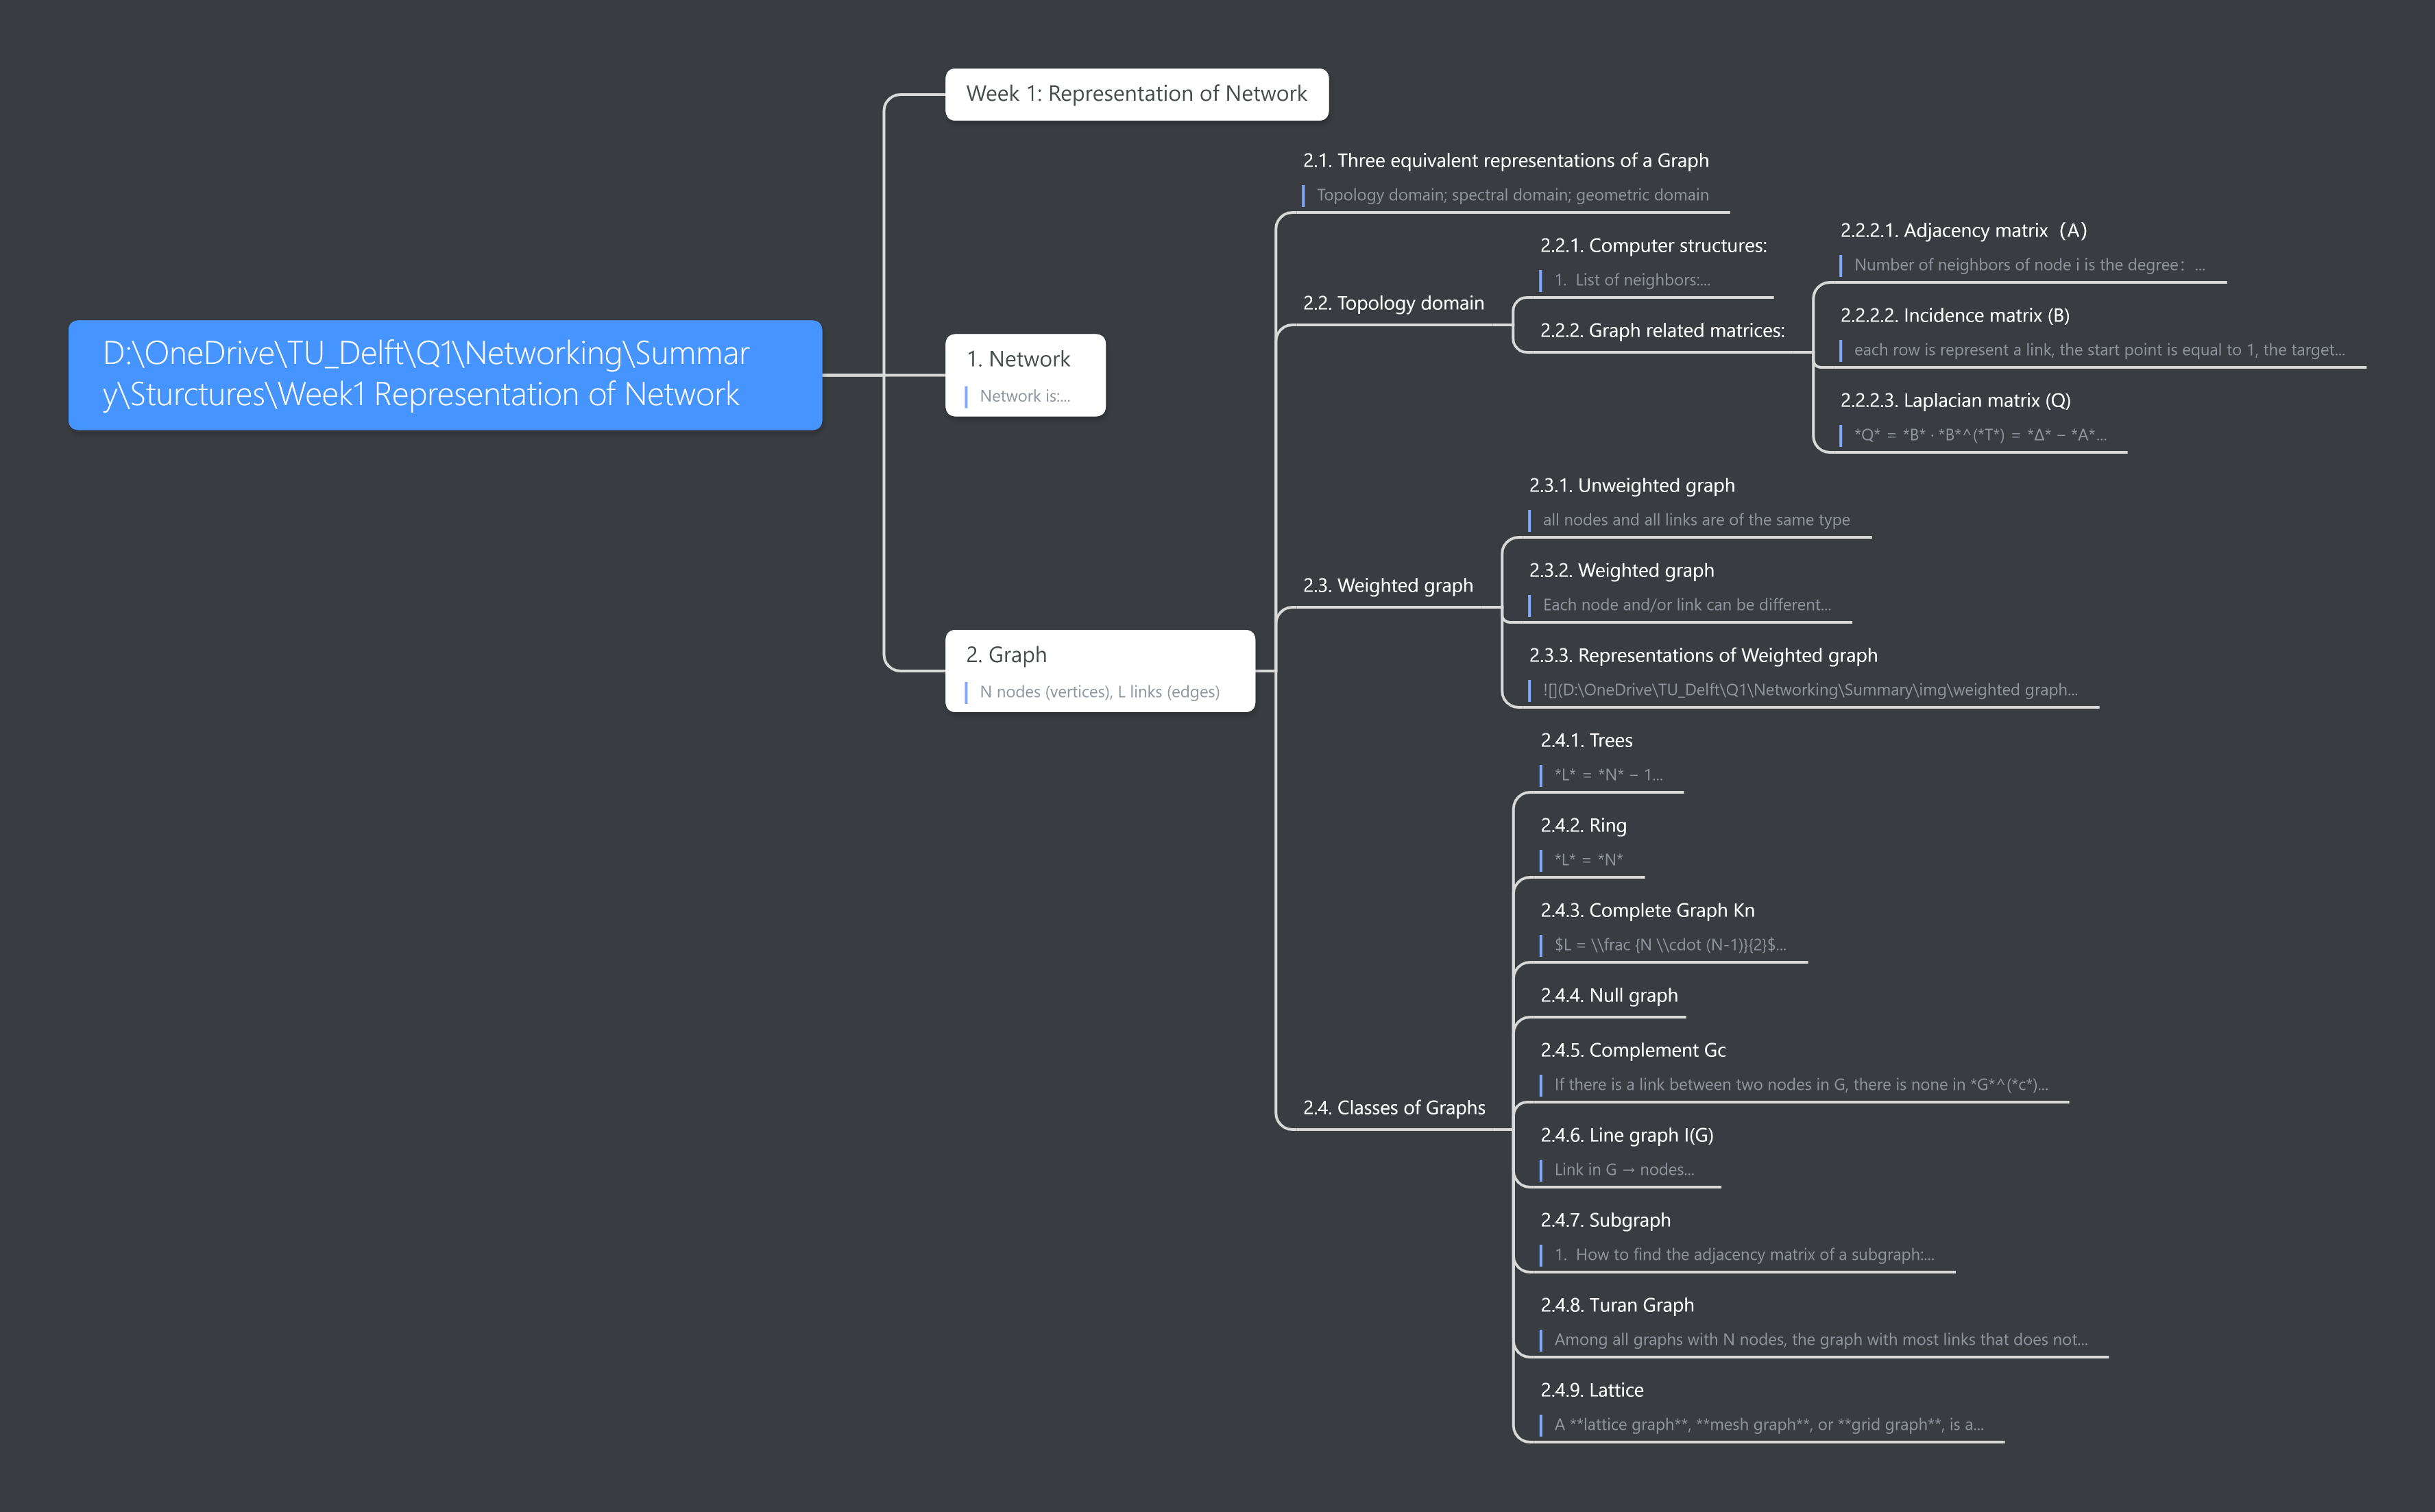 D:\OneDrive\TU_Delft\Q1\Networking\Summar
y\Sturctures\Week1 Representation of Network
Week 1: Representation of Network
1. Network
Network is:...
2. Graph
N nodes (vertices), L links (edges)
2.1. Three equivalent representations of a Graph
Topology domain; spectral domain; geometric domain
2.2. Topology domain
2.2.1. Computer structures:
1. List of neighbors:...
2.2.2. Graph related matrices:
2.2.2.1. Adjacency matrix（A）
Number of neighbors of node i is the degree：...
2.2.2.2. Incidence matrix (B)
each row is represent a link, the start point is equal to 1, the target...
2.2.2.3. Laplacian matrix (Q)
*Q* = *B* · *B*^(*T*) = *Δ* − *A*...
2.3. Weighted graph
2.3.1. Unweighted graph
all nodes and all links are of the same type
2.3.2. Weighted graph
Each node and/or link can be different...
2.3.3. Representations of Weighted graph
![](D:\OneDrive\TU_Delft\Q1\Networking\Summary\img\weighted graph...
2.4. Classes of Graphs
2.4.1. Trees
*L* = *N* − 1...
2.4.2. Ring
*L* = *N*
2.4.3. Complete Graph Kn
$L = \\frac {N \\cdot (N-1)}{2}$...
2.4.4. Null graph
2.4.5. Complement Gc
If there is a link between two nodes in G, there is none in *G*^(*c*)...
2.4.6. Line graph I(G)
Link in G → nodes...
2.4.7. Subgraph
1. How to find the adjacency matrix of a subgraph:...
2.4.8. Turan Graph
Among all graphs with N nodes, the graph with most links that does not...
2.4.9. Lattice
A **lattice graph**, **mesh graph**, or **grid graph**, is a...